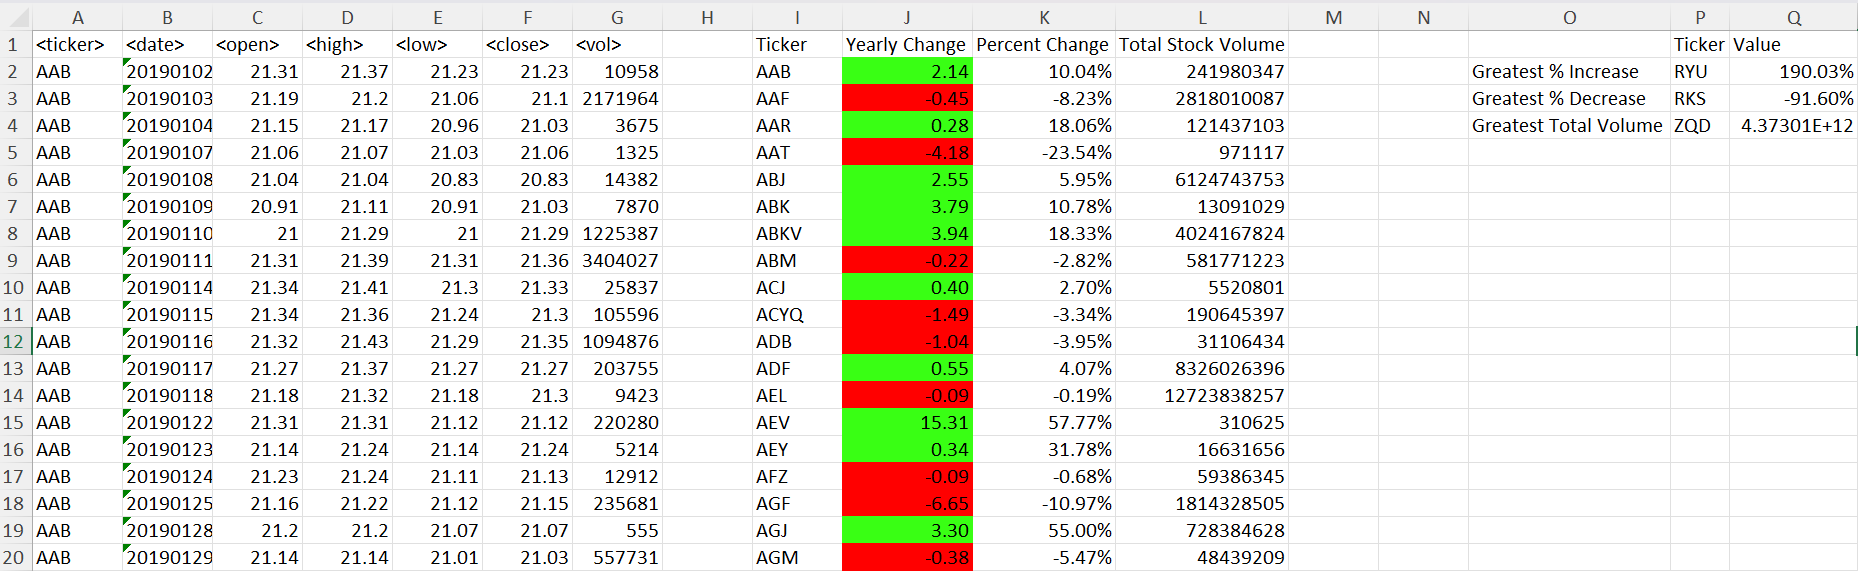 A B C D E F G H I J K L M N O P Q
1 <ticker> <date> <open> <high> <low> <close> <vol> Ticker Yearly Change Percent Change Total Stock Volume Ticker Value
2 AAB 20190102 21.31 21.37 21.23 21.23 10958 AAB 2.14 10.04% 241980347 Greatest % Increase RYU 190.03%
3 AAB 20190103 21.19 21.2 21.06 21.1 2171964 AAF -0.45 -8.23% 2818010087 Greatest % Decrease RKS -91.60%
4 AAB 20190104 21.15 21.17 20.96 21.03 3675 AAR 0.28 18.06% 121437103 Greatest Total Volume ZQD 4.37301E+12
5 AAB 20190107 21.06 21.07 21.03 21.06 1325 AAT -4.18 -23.54% 971117
6 AAB 20190108 21.04 21.04 20.83 20.83 14382 ABJ 2.55 5.95% 6124743753
7 AAB 20190109 20.91 21.11 20.91 21.03 7870 ABK 3.79 10.78% 13091029
8 AAB 20190110 21 21.29 21 21.29 1225387 ABKV 3.94 18.33% 4024167824
9 AAB 20190111 21.31 21.39 21.31 21.36 3404027 ABM -0.22 -2.82% 581771223
10 AAB 20190114 21.34 21.41 21.3 21.33 25837 ACJ 0.40 2.70% 5520801
11 AAB 20190115 21.34 21.36 21.24 21.3 105596 ACYQ -1.49 -3.34% 190645397
12 AAB 20190116 21.32 21.43 21.29 21.35 1094876 ADB -1.04 -3.95% 31106434
13 AAB 20190117 21.27 21.37 21.27 21.27 203755 ADF 0.55 4.07% 8326026396
14 AAB 20190118 21.18 21.32 21.18 21.3 9423 AEL -0.09 -0.19% 12723838257
15 AAB 20190122 21.31 21.31 21.12 21.12 220280 AEV 15.31 57.77% 310625
16 AAB 20190123 21.14 21.24 21.14 21.24 5214 AEY 0.34 31.78% 16631656
17 AAB 20190124 21.23 21.24 21.11 21.13 12912 AFZ -0.09 -0.68% 59386345
18 AAB 20190125 21.16 21.22 21.12 21.15 235681 AGF -6.65 -10.97% 1814328505
19 AAB 20190128 21.2 21.2 21.07 21.07 555 AGJ 3.30 55.00% 728384628
20 AAB 20190129 21.14 21.14 21.01 21.03 557731 AGM -0.38 -5.47% 48439209